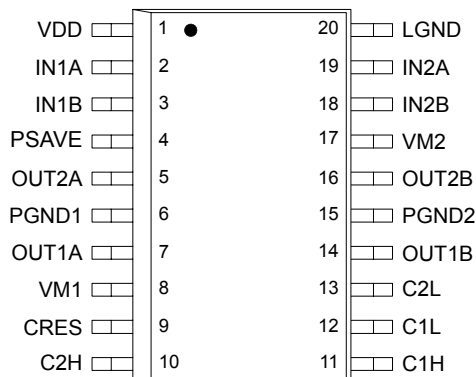 VDD 1 20 LGND
IN1A 2 19 IN2A
IN1B 3 18 IN2B
PSAVE 4 17 VM2
OUT2A 5 16 OUT2B
PGND1 6 15 PGND2
OUT1A 7 14 OUT1B
VM1 8 13 C2L
CRES 9 12 C1L
C2H 10 11 C1H